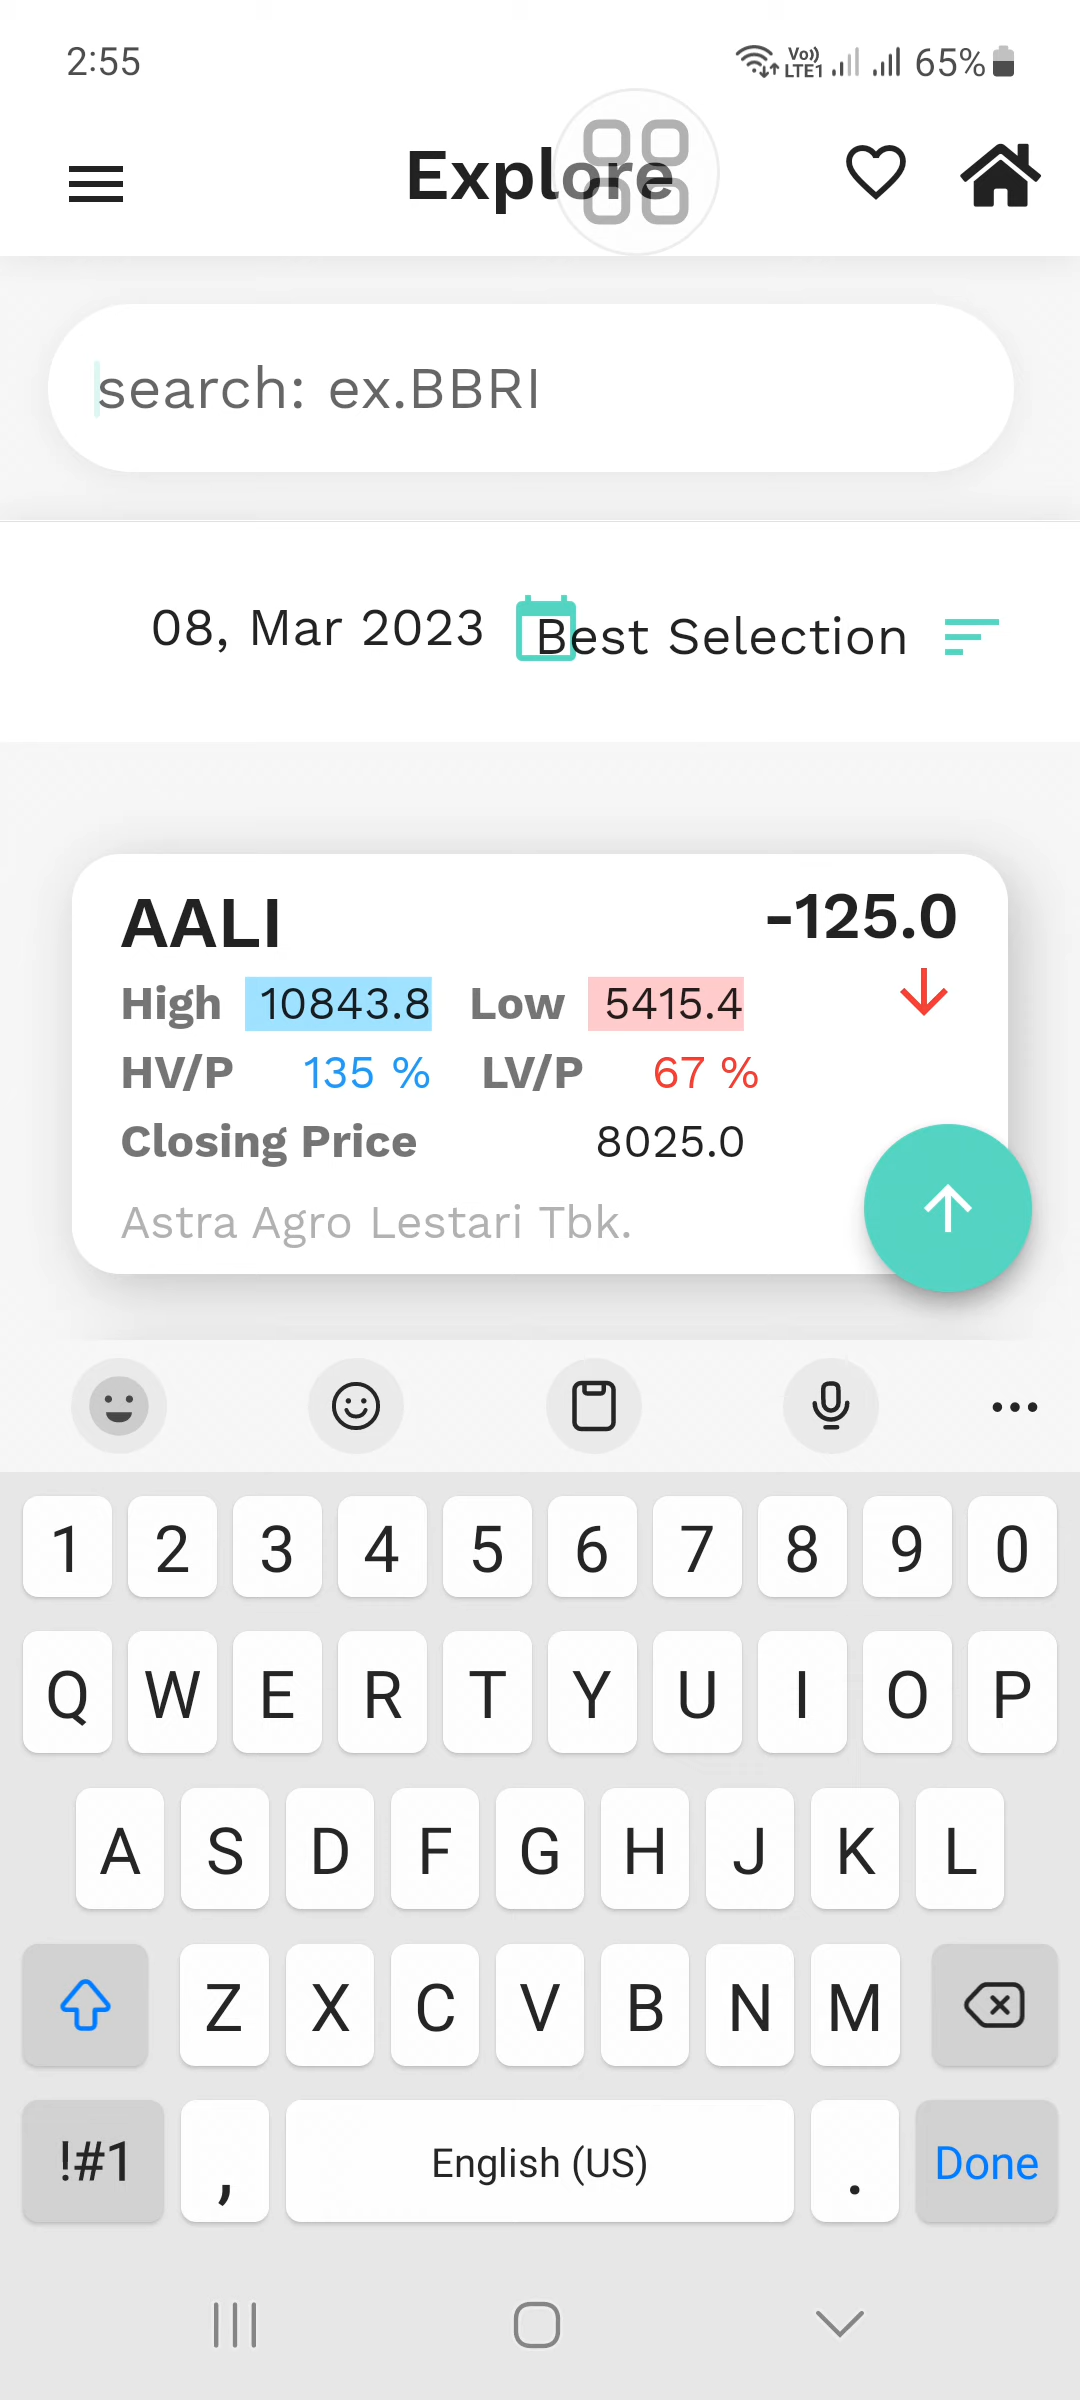 2:55 Vo)) LTE1 65%
Explore
search: ex.BBRI
08, Mar 2023 Best Selection
AALI -125.0
High 10843.8 Low 5415.4
HV/P 135 % LV/P 67 %
Closing Price 8025.0
Astra Agro Lestari Tbk.
1 2 3 4 5 6 7 8 9 0
Q W E R T Y U I O P
A S D F G H J K L
Z X C V B N M
!#1 , English (US) . Done